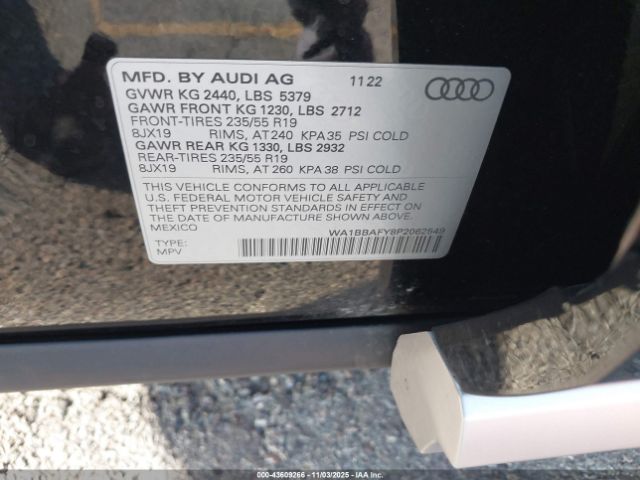 MFD. BY AUDI AG 11 22
GVWR KG 2440, LBS 5379
GAWR FRONT KG 1230, LBS 2712
FRONT-TIRES 235/55 R19
8JX19 RIMS, AT 240 KPA 35 PSI COLD
GAWR REAR KG 1330, LBS 2932
REAR-TIRES 235/55 R19
8JX19 RIMS, AT 260 KPA 38 PSI COLD
THIS VEHICLE CONFORMS TO ALL APPLICABLE
U.S. FEDERAL MOTOR VEHICLE SAFETY AND
THEFT PREVENTION STANDARDS IN EFFECT ON
THE DATE OF MANUFACTURE SHOWN ABOVE.
MEXICO
WA1BBAFY8P2062549
TYPE:
MPV
00-43609266 - 11/03/2025 - IAA